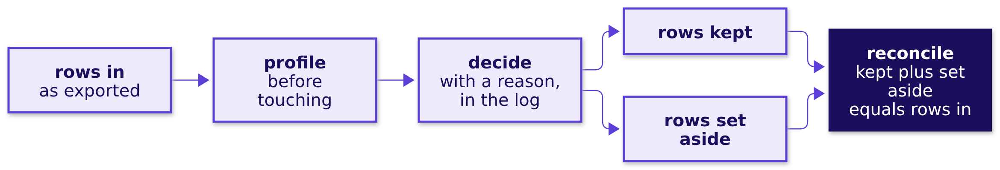 rows in
as exported
profile
before
touching
decide
with a reason,
in the log
rows kept
rows set
aside
reconcile
kept plus set
aside
equals rows in